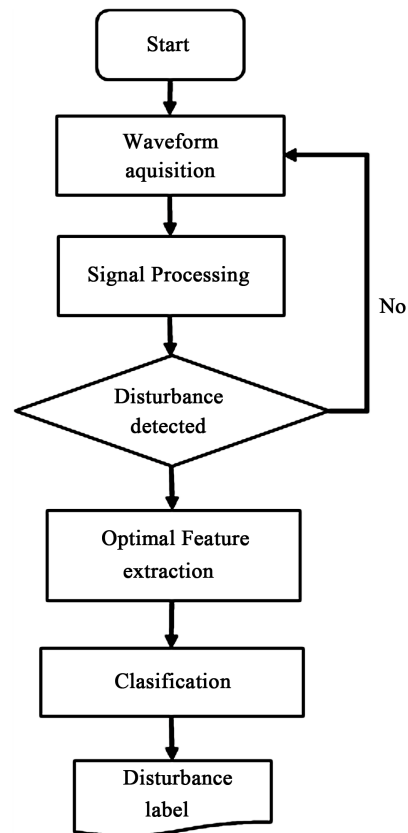 Start
Waveform
aquisition
Signal Processing
No
Disturbance
detected
Optimal Feature
extraction
Clasification
Disturbance
label